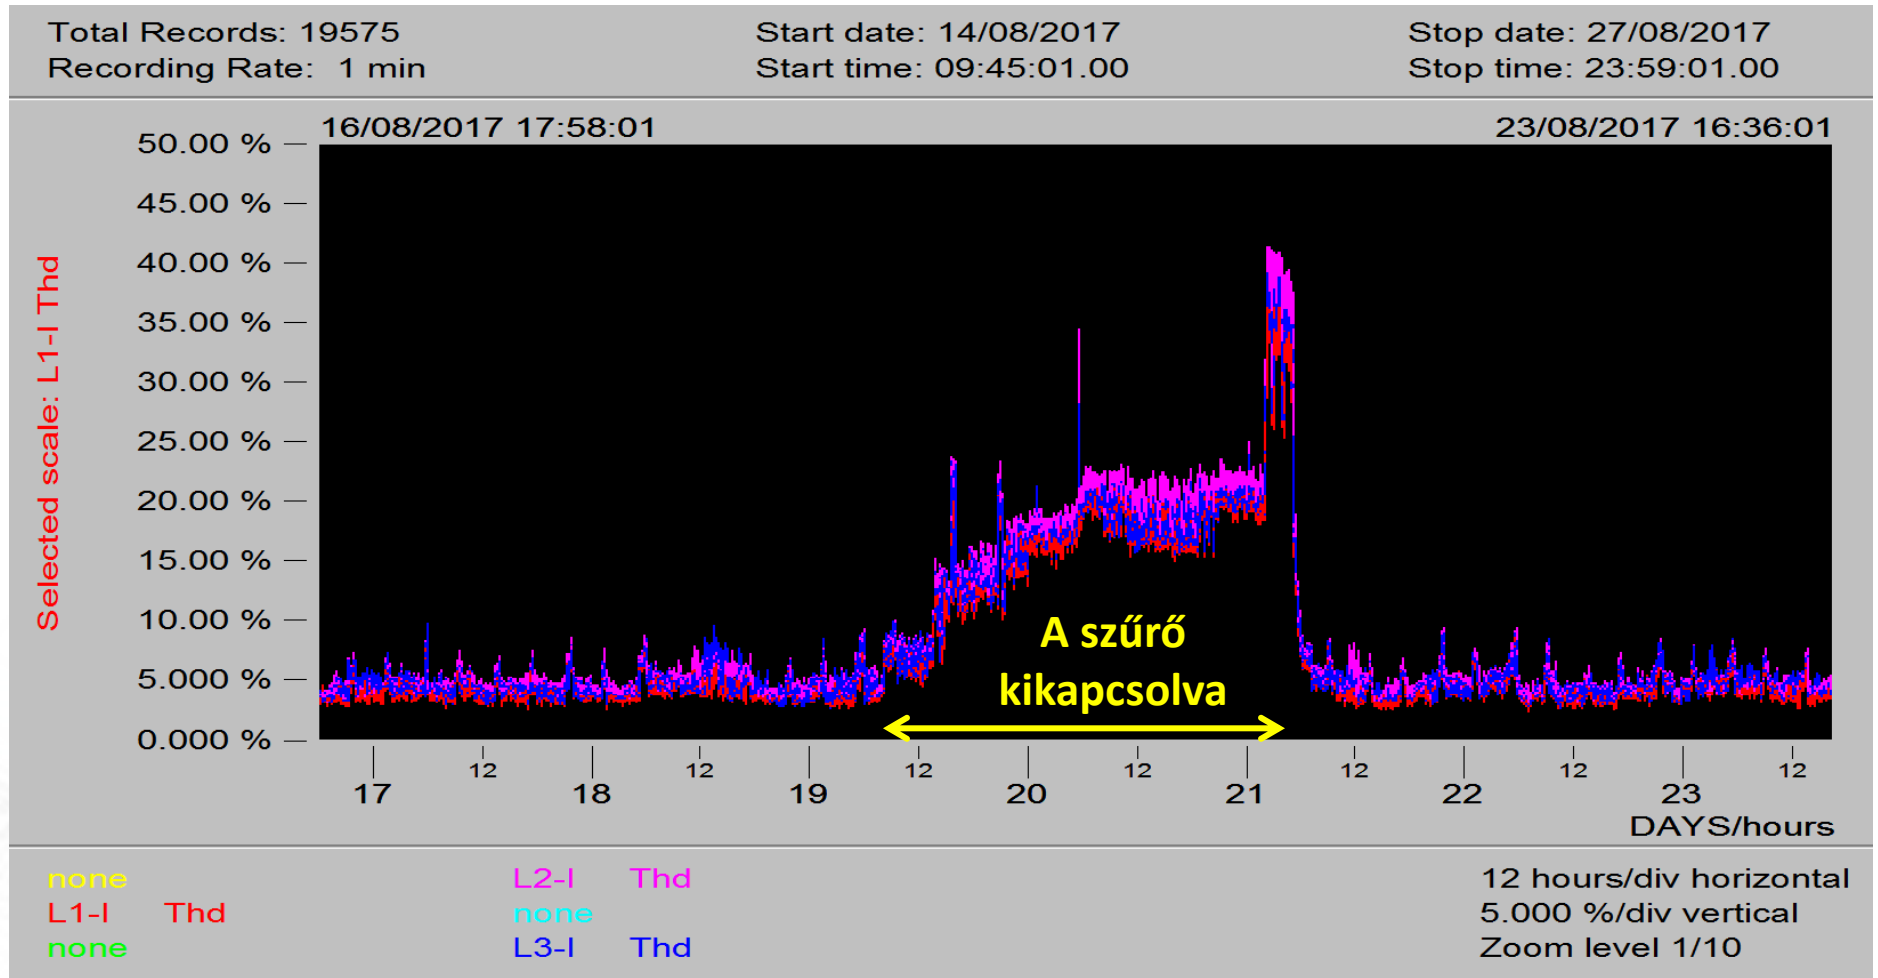 Total Records: 19575
Start date: 14/08/2017
Stop date: 27/08/2017
Recording Rate: 1 min
Start time: 09:45:01.00
Stop time: 23:59:01.00
16/08/2017 17:58:01
23/08/2017 16:36:01
Selected scale: L1-I Thd
50.00 %
45.00 %
40.00 %
35.00 %
30.00 %
25.00 %
20.00 %
15.00 %
10.00 %
5.000 %
0.000 %
A szűrő
kikapcsolva
12 12 12 12 12 12 12
17 18 19 20 21 22 23
DAYS/hours
none
L1-I Thd
none
L2-I Thd
none
L3-I Thd
12 hours/div horizontal
5.000 %/div vertical
Zoom level 1/10